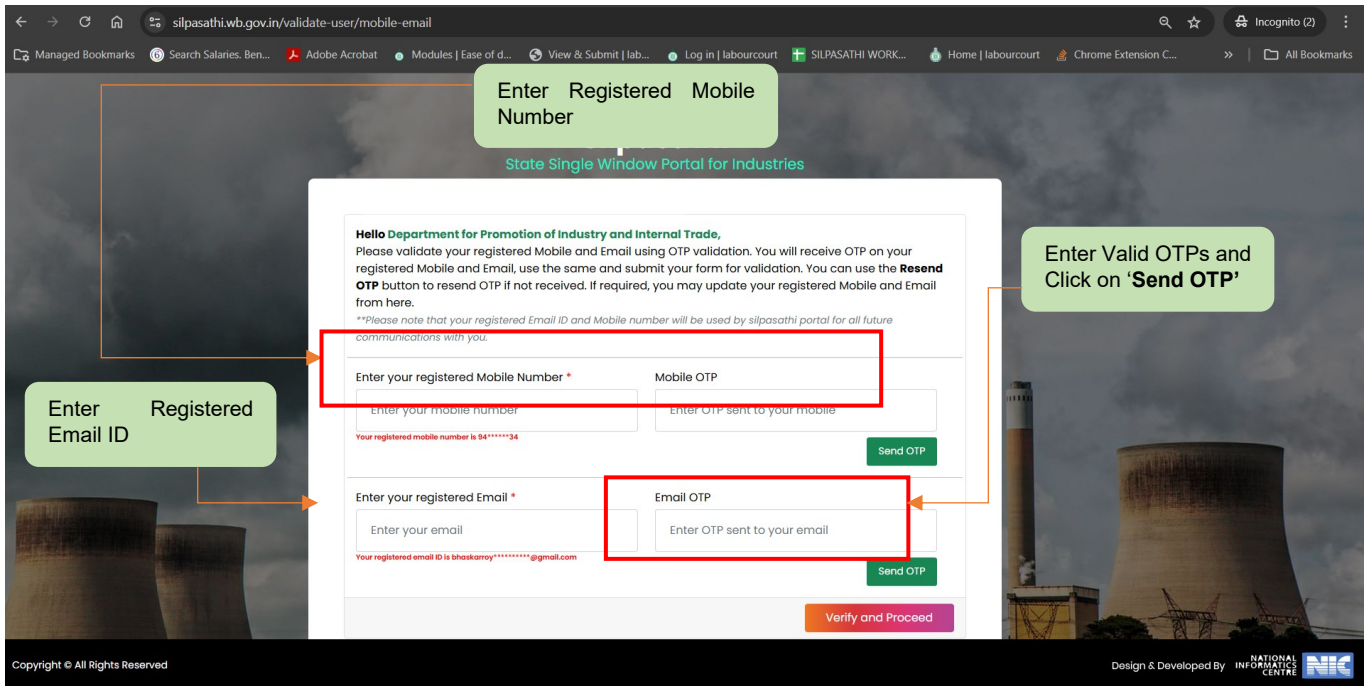 silpasathi.wb.gov.in/validate-user/mobile-email
Incognito (2)
Managed Bookmarks
Search Salaries. Ben...
Adobe Acrobat
Modules | Ease of d...
View & Submit | lab...
Log in | labourcourt
SILPASATHI WORK...
Home | labourcourt
Chrome Extension C...
»
All Bookmarks
Enter Registered Mobile
Number
State Single Window Portal for Industries
Hello Department for Promotion of Industry and Internal Trade,
Please validate your registered Mobile and Email using OTP validation. You will receive OTP on your
registered Mobile and Email, use the same and submit your form for validation. You can use the Resend
OTP button to resend OTP if not received. If required, you may update your registered Mobile and Email
from here.
**Please note that your registered Email ID and Mobile number will be used by silpasathi portal for all future
communications with you.
Enter Valid OTPs and
Click on ‘Send OTP’
Enter your registered Mobile Number *
Mobile OTP
Enter your mobile number
Enter OTP sent to your mobile
Your registered mobile number is 94******34
Send OTP
Enter Registered
Email ID
Enter your registered Email *
Email OTP
Enter your email
Enter OTP sent to your email
Your registered email ID is bhaskarroy**********@gmail.com
Send OTP
Verify and Proceed
Copyright © All Rights Reserved
Design & Developed By
NATIONAL
INFORMATICS
CENTRE
NIC